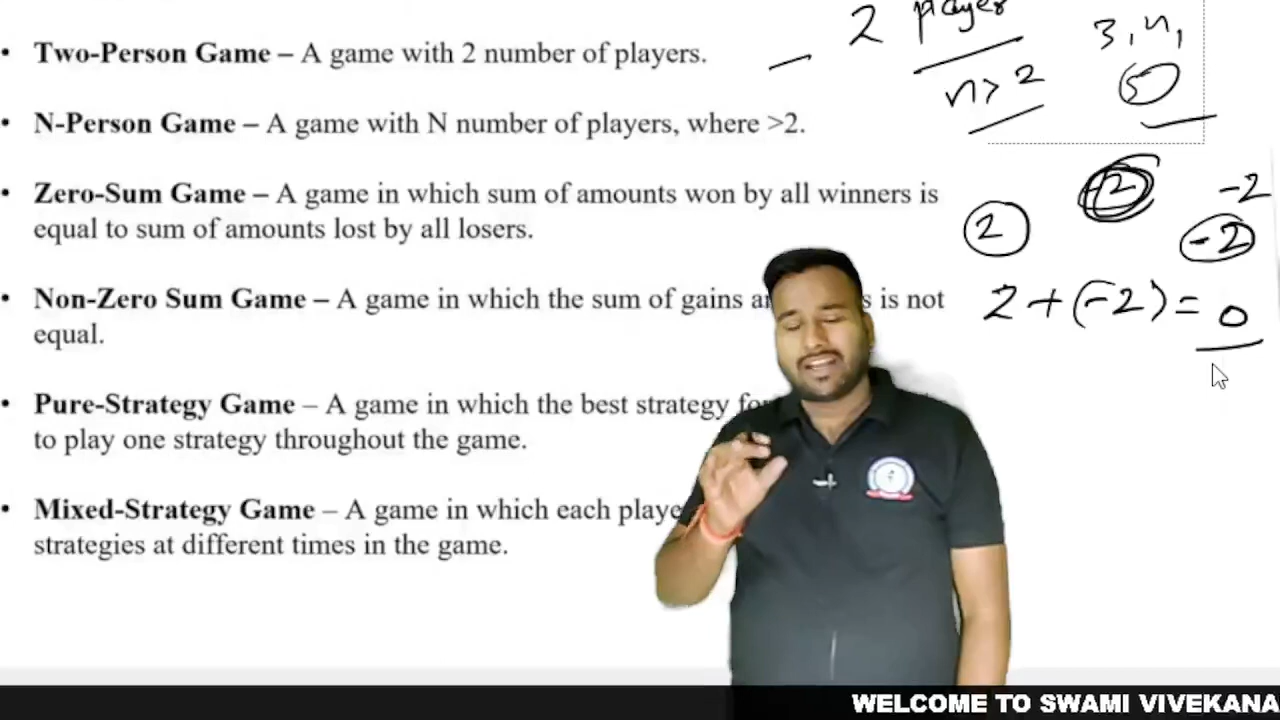 • Two-Person Game – A game with 2 number of players.
• N-Person Game – A game with N number of players, where >2.
• Zero-Sum Game – A game in which sum of amounts won by all winners is
equal to sum of amounts lost by all losers.
• Non-Zero Sum Game – A game in which the sum of gains is not
equal.
• Pure-Strategy Game – A game in which the best strategy
to play one strategy throughout the game.
• Mixed-Strategy Game – A game in which each
strategies at different times in the game.
2 player
n>2
3, n,
5
2
-2
2
-2
2+(-2)=0
WELCOME TO SWAMI VIVEKANA